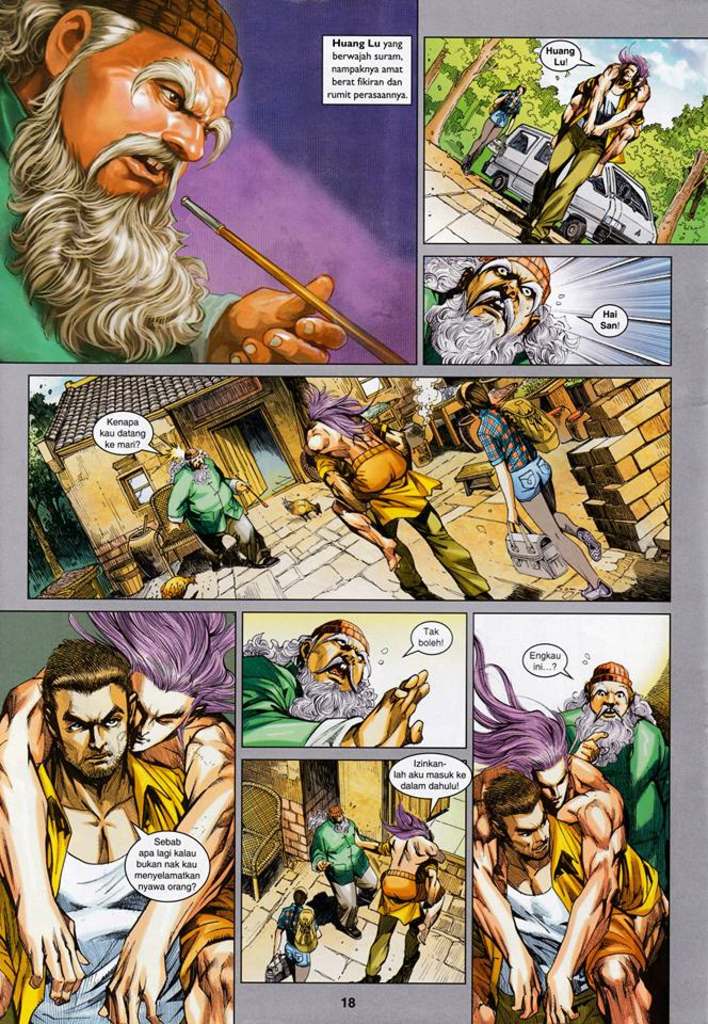 Huang Lu yang
berwajah suram,
nampaknya amat
berat fikiran dan
rumit perasaannya.
Huang
Lu!
Hai
San!
Kenapa
kau datang
ke mari?
Sebab
apa lagi kalau
bukan nak kau
menyelamatkan
nyawa orang?
Tak
boleh!
Izinkan-
lah aku masuk ke
dalam dahulu!
Engkau
ini...?
18